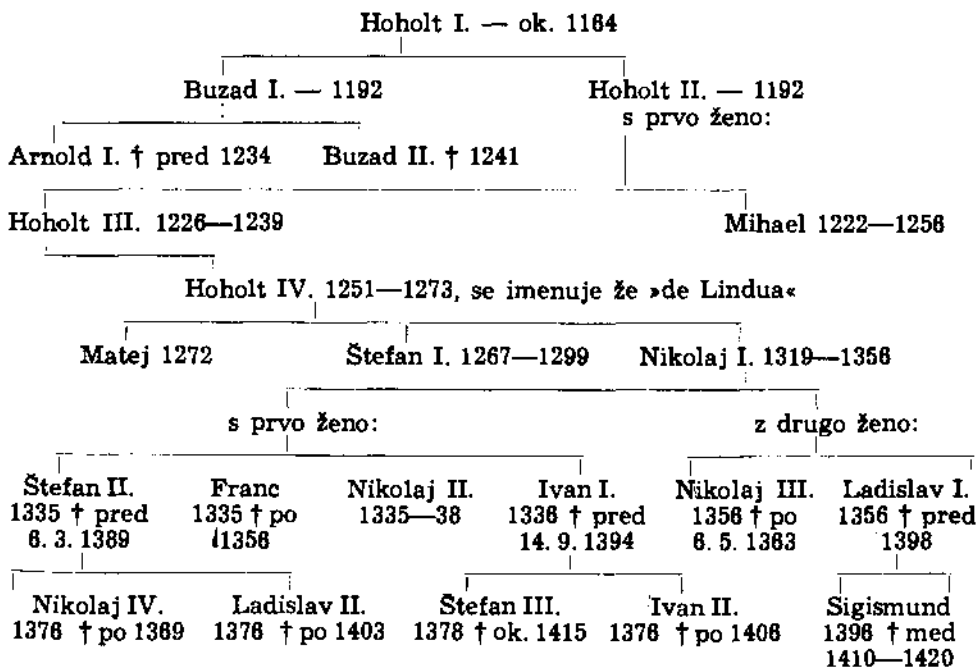 Hoholt I. — ok. 1164
Buzad I. — 1192 Hoholt II. — 1192
s prvo ženo:
Arnold I. † pred 1234 Buzad II. † 1241
Hoholt III. 1226—1239 Mihael 1222—1256
Hoholt IV. 1251—1273, se imenuje že »de Lindua«
Matej 1272 Štefan I. 1267—1299 Nikolaj I. 1319—1356
s prvo ženo: z drugo ženo:
Štefan II. Franc Nikolaj II. Ivan I. Nikolaj III. Ladislav I.
1335 † pred 1335 † po 1335—38 1336 † pred 1356 † po 1356 † pred
6. 3. 1389 1356 14. 9. 1394 6. 5. 1363 1398
Nikolaj IV. Ladislav II. Štefan III. Ivan II. Sigismund
1376 † po 1369 1376 † po 1403 1378 † ok. 1415 1376 † po 1406 1396 † med
1410—1420